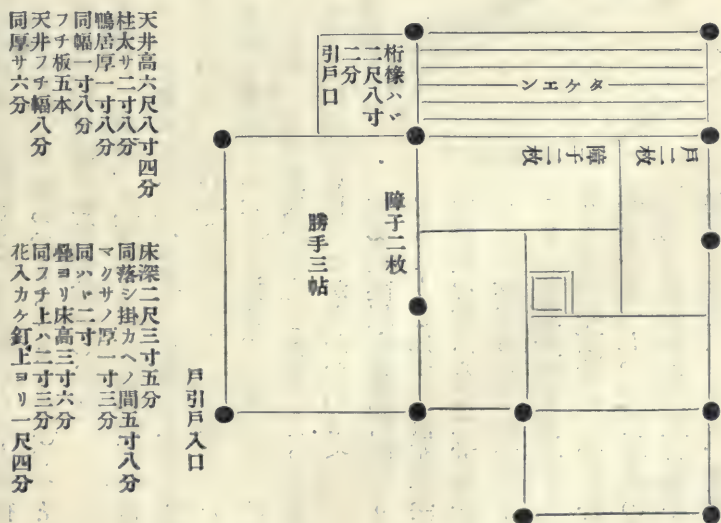 タケエン
桁椽ハヾ
二尺八寸
二分
引戸口
戸二枚
障子二枚
障子二枚
勝手三帖
戸引戸入口
天井高六尺八寸四分
柱太サ二寸八分
鴨居厚一寸八分
同幅一寸八分
フチ板五本
天井フチ幅八分
同厚サ六分
床深二尺三寸五分
同落シ掛カヘノ間五寸八分
マクサノ厚一寸三分
同ハヾ二寸
疊ヨリ床高三寸六分
同フチ上ハ二寸三分
花入カケ釘上ヨリ一尺四分